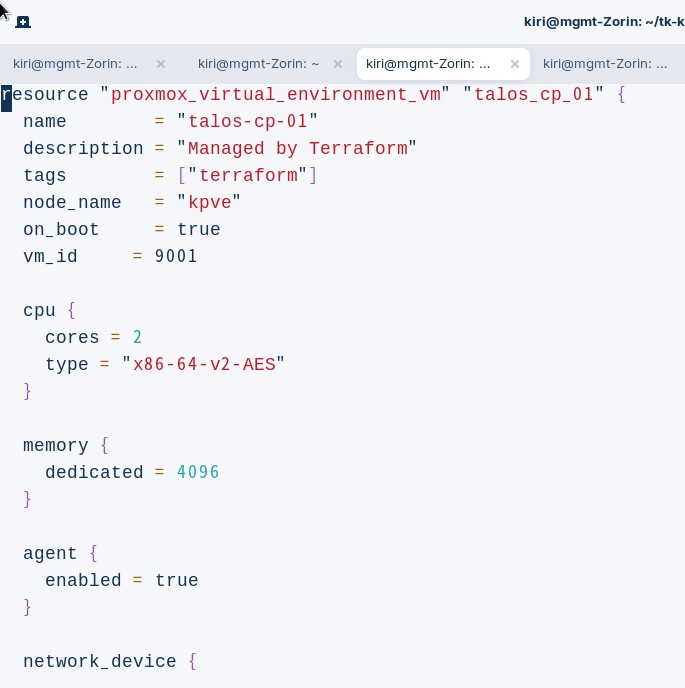 kiri@mgmt-Zorin: ~/tk-k
kiri@mgmt-Zorin: ... × kiri@mgmt-Zorin: ~ × kiri@mgmt-Zorin: ... × kiri@mgmt-Zorin: ...
resource "proxmox_virtual_environment_vm" "talos_cp_01" {
  name        = "talos-cp-01"
  description = "Managed by Terraform"
  tags        = ["terraform"]
  node_name   = "kpve"
  on_boot     = true
  vm_id     = 9001

  cpu {
    cores = 2
    type = "x86-64-v2-AES"
  }

  memory {
    dedicated = 4096
  }

  agent {
    enabled = true
  }

  network_device {